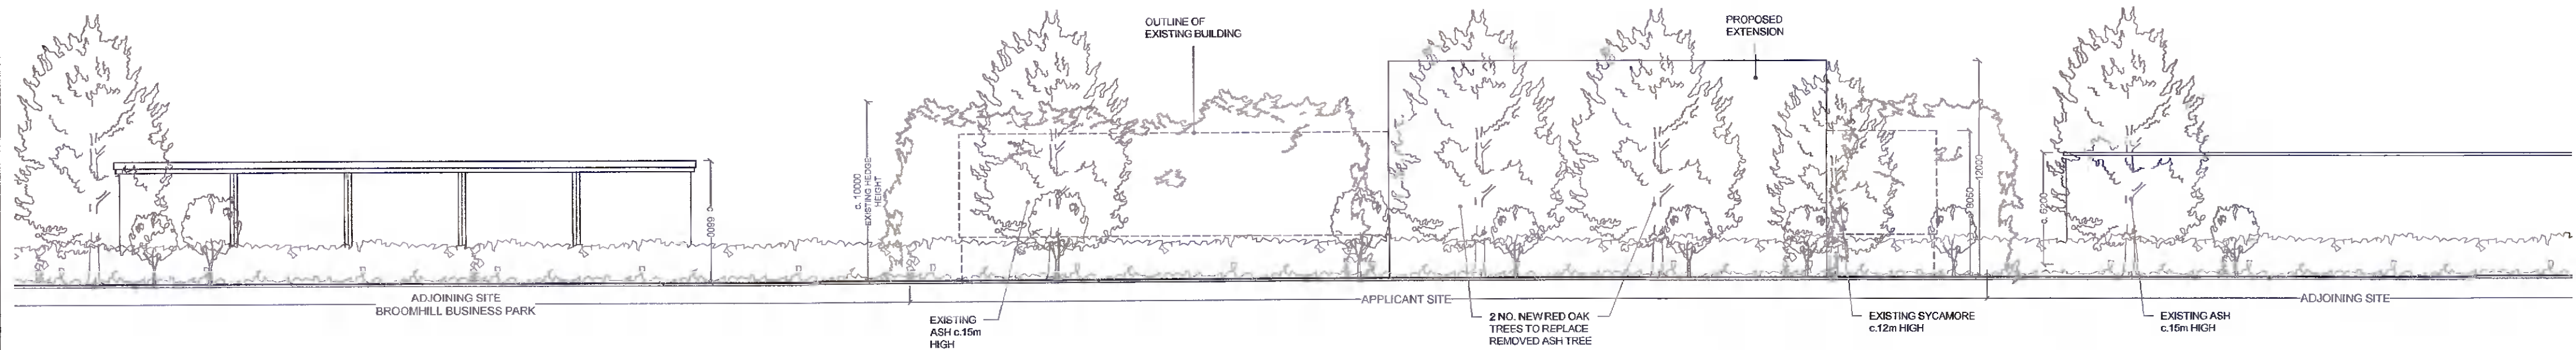 OUTLINE OF
EXISTING BUILDING
PROPOSED
EXTENSION
c. 10000
EXISTING HEDGE
HEIGHT
6600
12000
8050
6200
ADJOINING SITE
BROOMHILL BUSINESS PARK
APPLICANT SITE
ADJOINING SITE
EXISTING
ASH c.15m
HIGH
2 NO. NEW RED OAK
TREES TO REPLACE
REMOVED ASH TREE
EXISTING SYCAMORE
c.12m HIGH
EXISTING ASH
c.15m HIGH